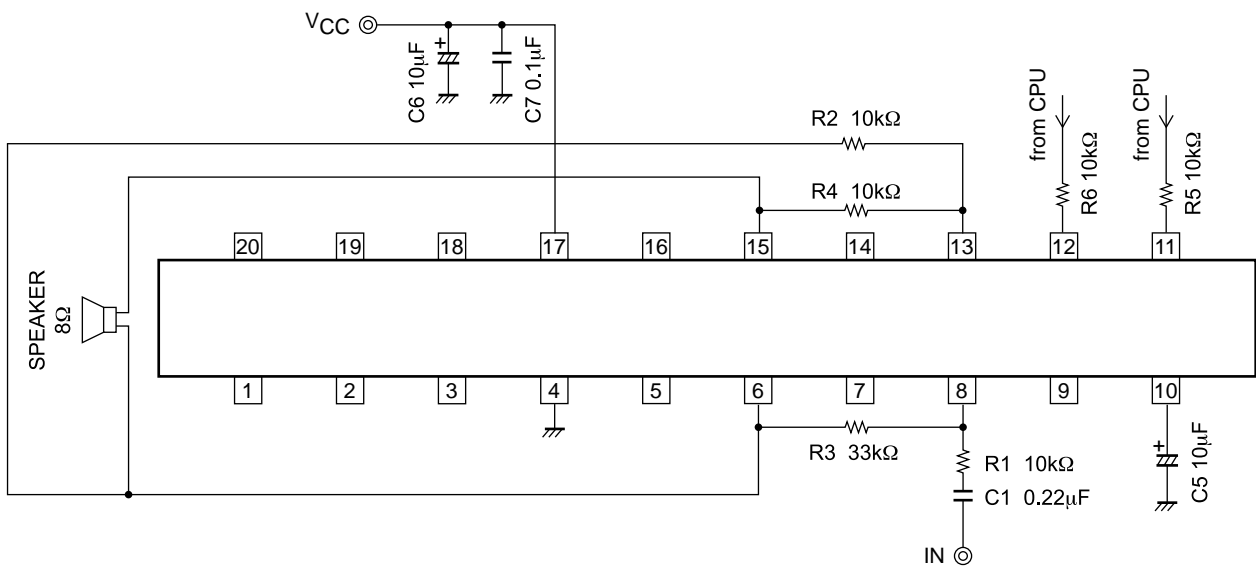 VCC
+
C6 10μF
C7 0.1μF
R2 10kΩ
from CPU
from CPU
R4 10kΩ
R6 10kΩ
R5 10kΩ
20 19 18 17 16 15 14 13 12 11
SPEAKER
8Ω
1 2 3 4 5 6 7 8 9 10
R3 33kΩ
R1 10kΩ
+
C5 10μF
C1 0.22μF
IN